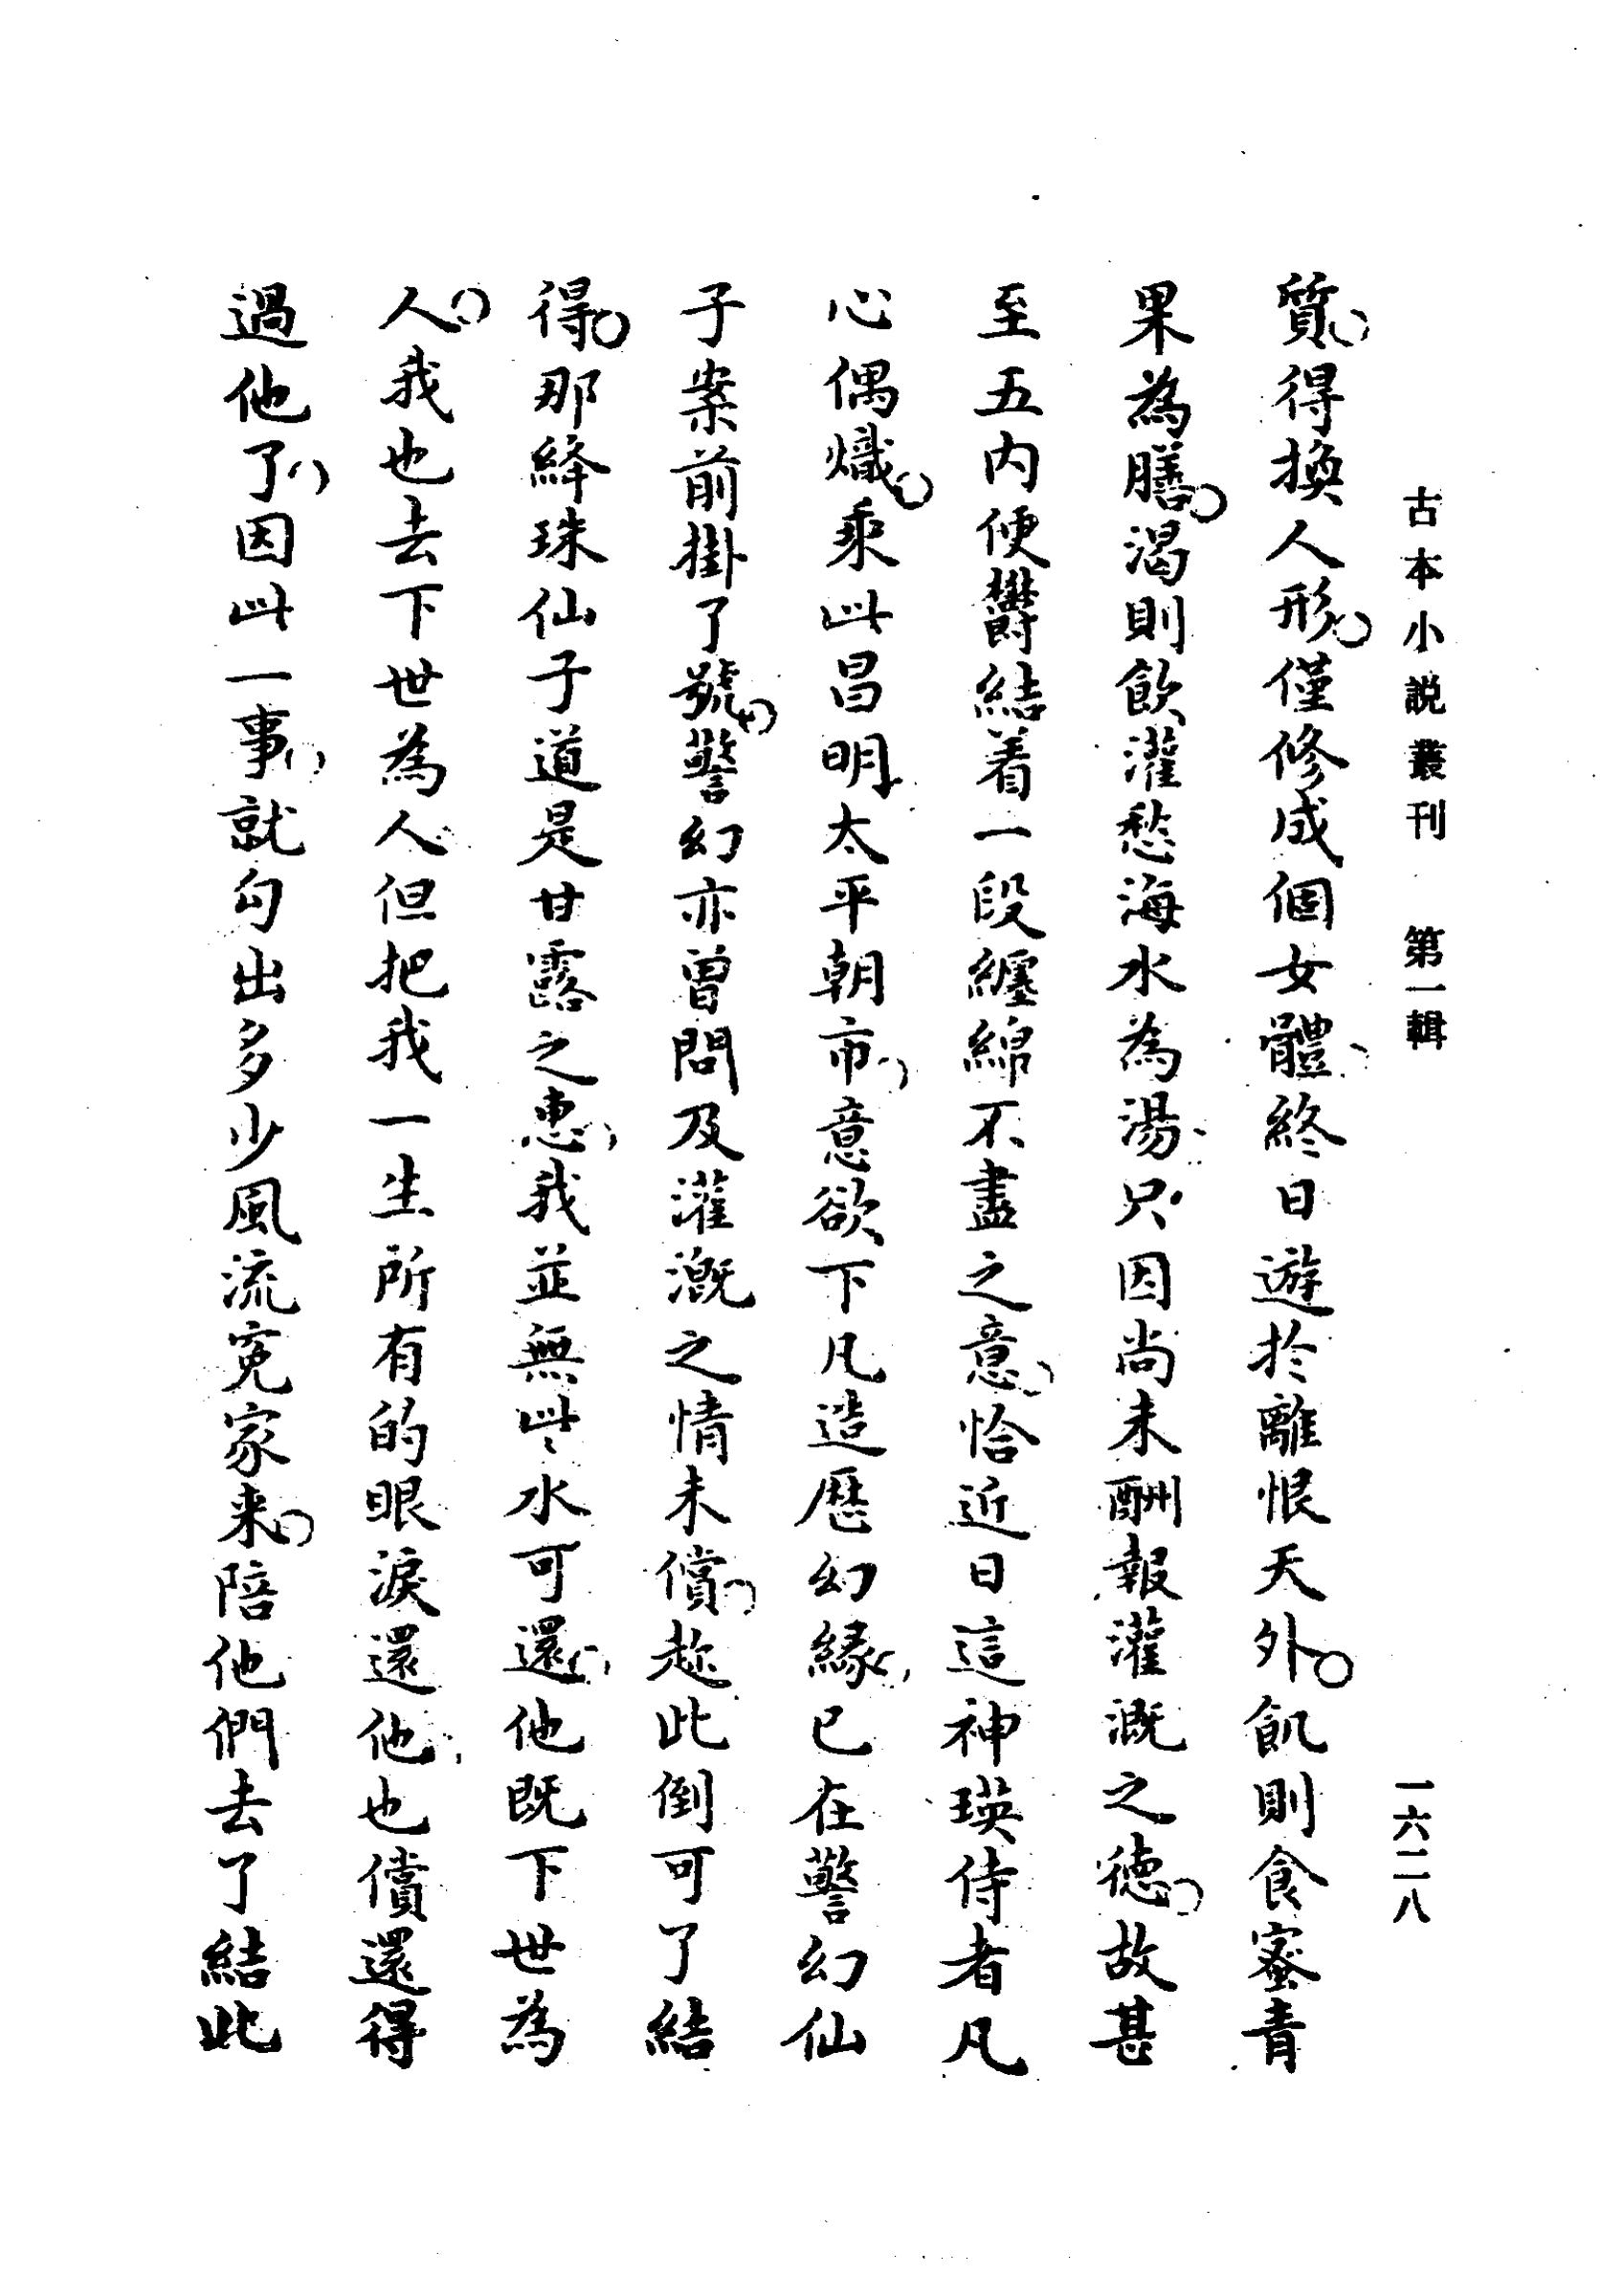 古本小説叢刊　第一輯　一六二八
質得換人形僅修成個女體終日遊於離恨天外飢則食蜜青
果為膳渴則飲灌愁海水為湯只因尚未酬報灌溉之德故甚
至五內便鬱結着一段纏綿不盡之意恰近日這神瑛侍者凡
心偶熾乘此昌明太平朝市意欲下凡造歷幻緣已在警幻仙
子案前掛了號警幻亦曾問及灌溉之情未償趁此倒可了結
得那絳珠仙子道是甘露之惠我並無此水可還他既下世為
人我也去下世為人但把我一生所有的眼淚還他也償還得
過他了因此一事就勾出多少風流冤家来陪他們去了結此